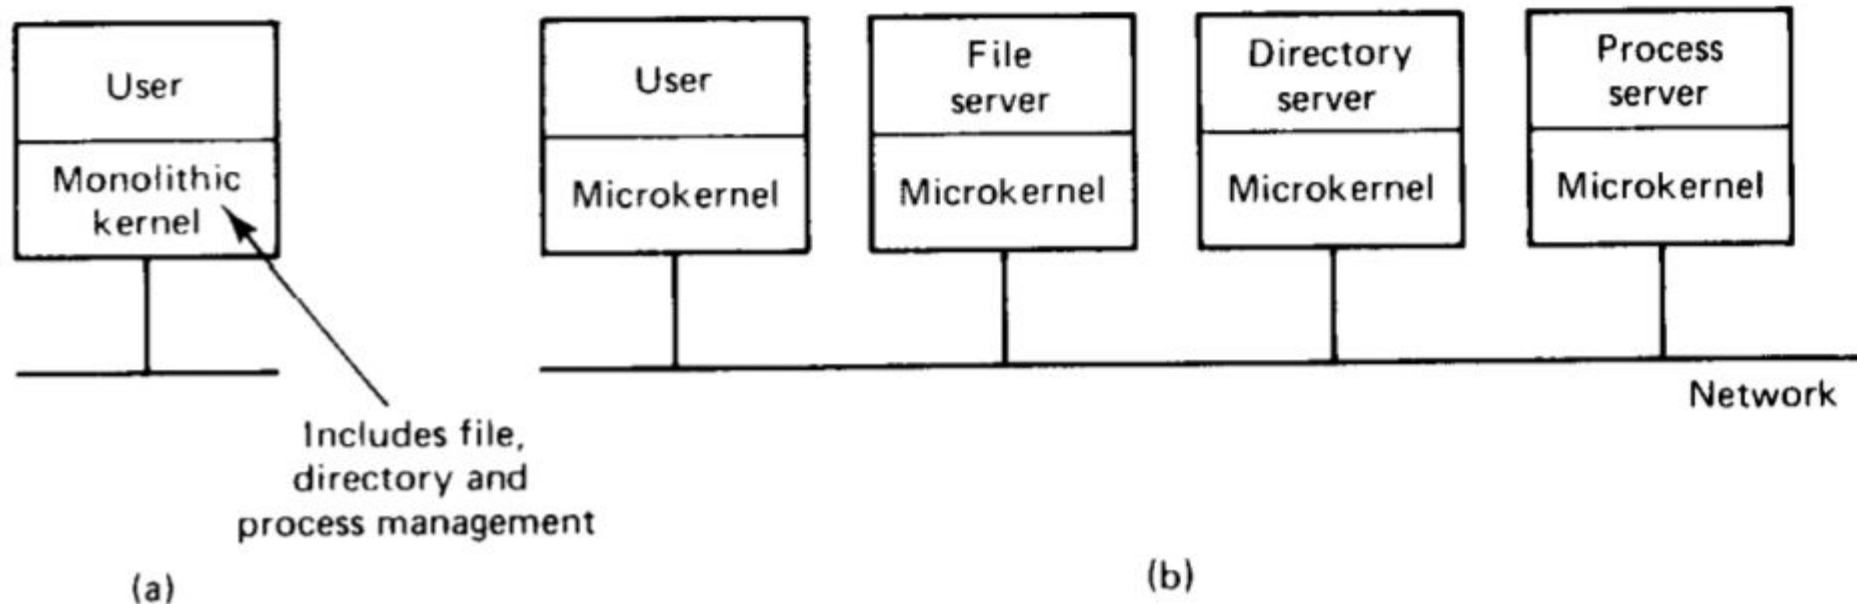 User
Monolithic
kernel
Includes file,
directory and
process management
(a)
User
Microkernel
File
server
Microkernel
Directory
server
Microkernel
Process
server
Microkernel
Network
(b)